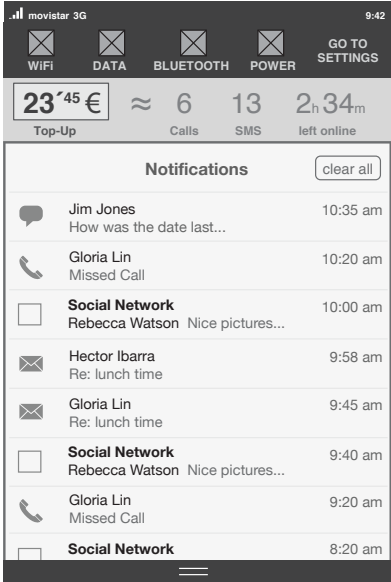 movistar 3G 9:42
WiFi DATA BLUETOOTH POWER GO TO SETTINGS
23´45 € ≈ 6 13 2h 34m
Top-Up Calls SMS left online
Notifications clear all
Jim Jones 10:35 am
How was the date last...
Gloria Lin 10:20 am
Missed Call
Social Network 10:00 am
Rebecca Watson Nice pictures...
Hector Ibarra 9:58 am
Re: lunch time
Gloria Lin 9:45 am
Re: lunch time
Social Network 9:40 am
Rebecca Watson Nice pictures...
Gloria Lin 9:20 am
Missed Call
Social Network 8:20 am